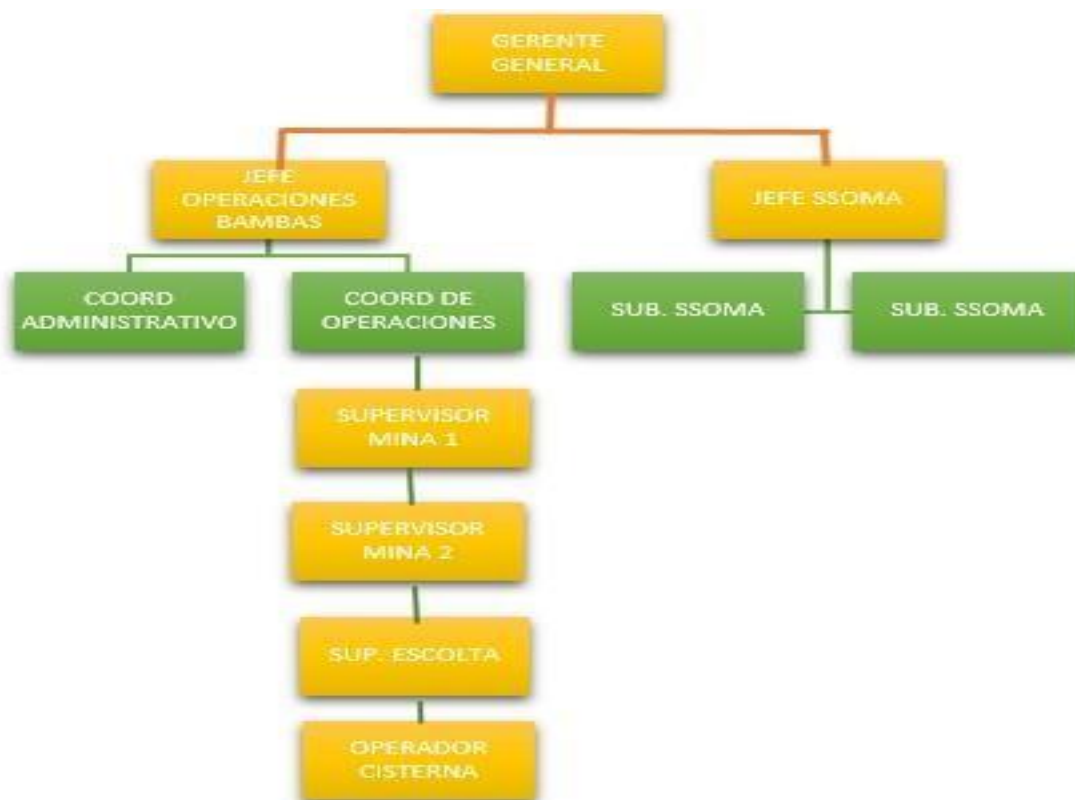 GERENTE
GENERAL
JEFE
OPERACIONES
BAMBAS
JEFE SSOMA
COORD
ADMINISTRATIVO
COORD DE
OPERACIONES
SUB. SSOMA
SUB. SSOMA
SUPERVISOR
MINA 1
SUPERVISOR
MINA 2
SUP. ESCOLTA
OPERADOR
CISTERNA